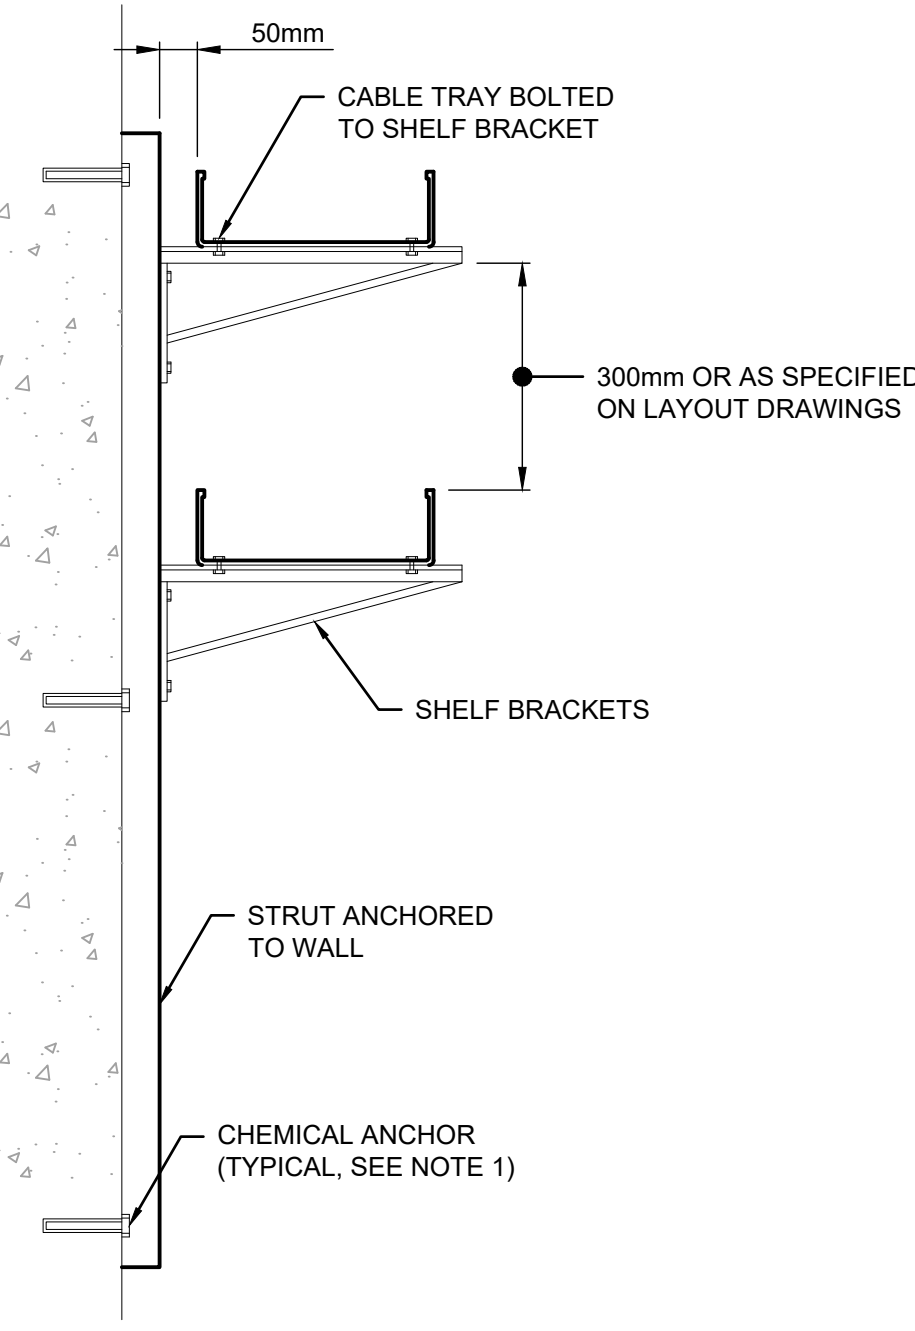 50mm
CABLE TRAY BOLTED
TO SHELF BRACKET
300mm OR AS SPECIFIED
ON LAYOUT DRAWINGS
SHELF BRACKETS
STRUT ANCHORED
TO WALL
CHEMICAL ANCHOR
(TYPICAL, SEE NOTE 1)